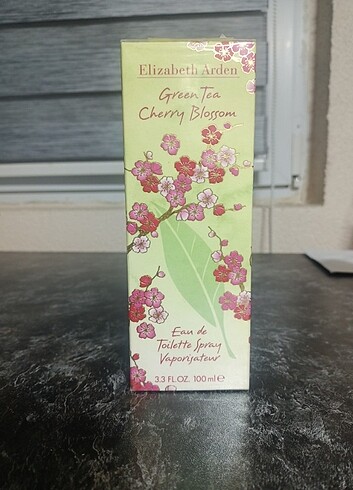 Elizabeth Arden
Green Tea
Cherry Blossom
Eau de
Toilette Spray
Vaporisateur
3.3 FL.OZ. 100 ml ℮